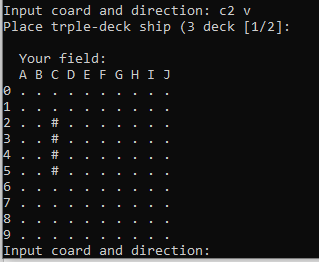 Input coard and direction: c2 v
Place trple-deck ship (3 deck [1/2]:
Your field:
A B C D E F G H I J
0 . . . . . . . . . .
1 . . . . . . . . . .
2 . . # . . . . . . .
3 . . # . . . . . . .
4 . . # . . . . . . .
5 . . # . . . . . . .
6 . . . . . . . . . .
7 . . . . . . . . . .
8 . . . . . . . . . .
9 . . . . . . . . . .
Input coard and direction: